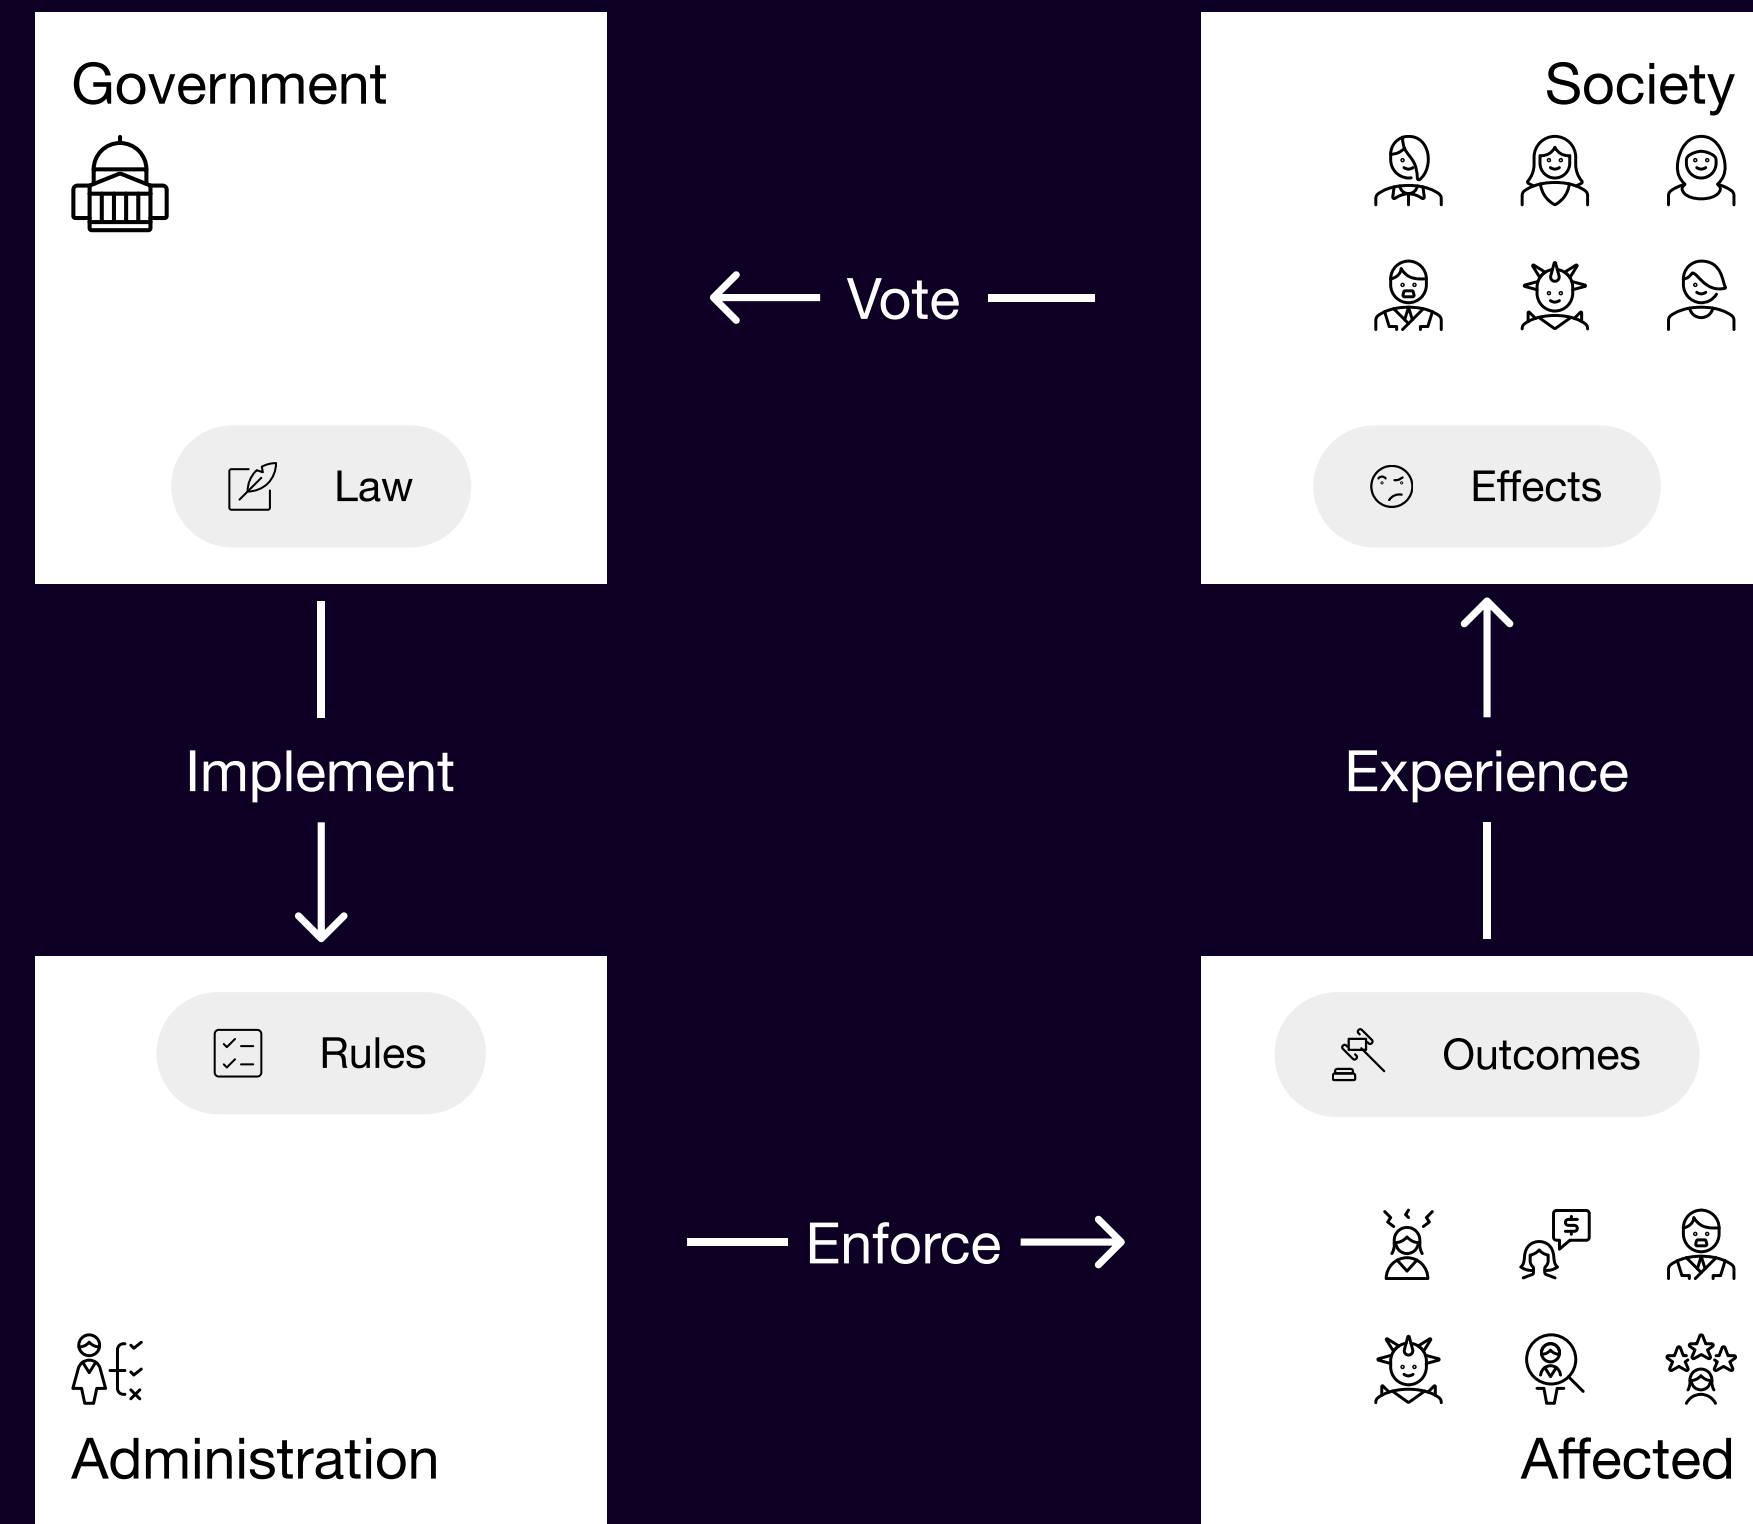 Government
Society
Vote
Law
Effects
Implement
Experience
Rules
Outcomes
Enforce
$
Administration
Affected